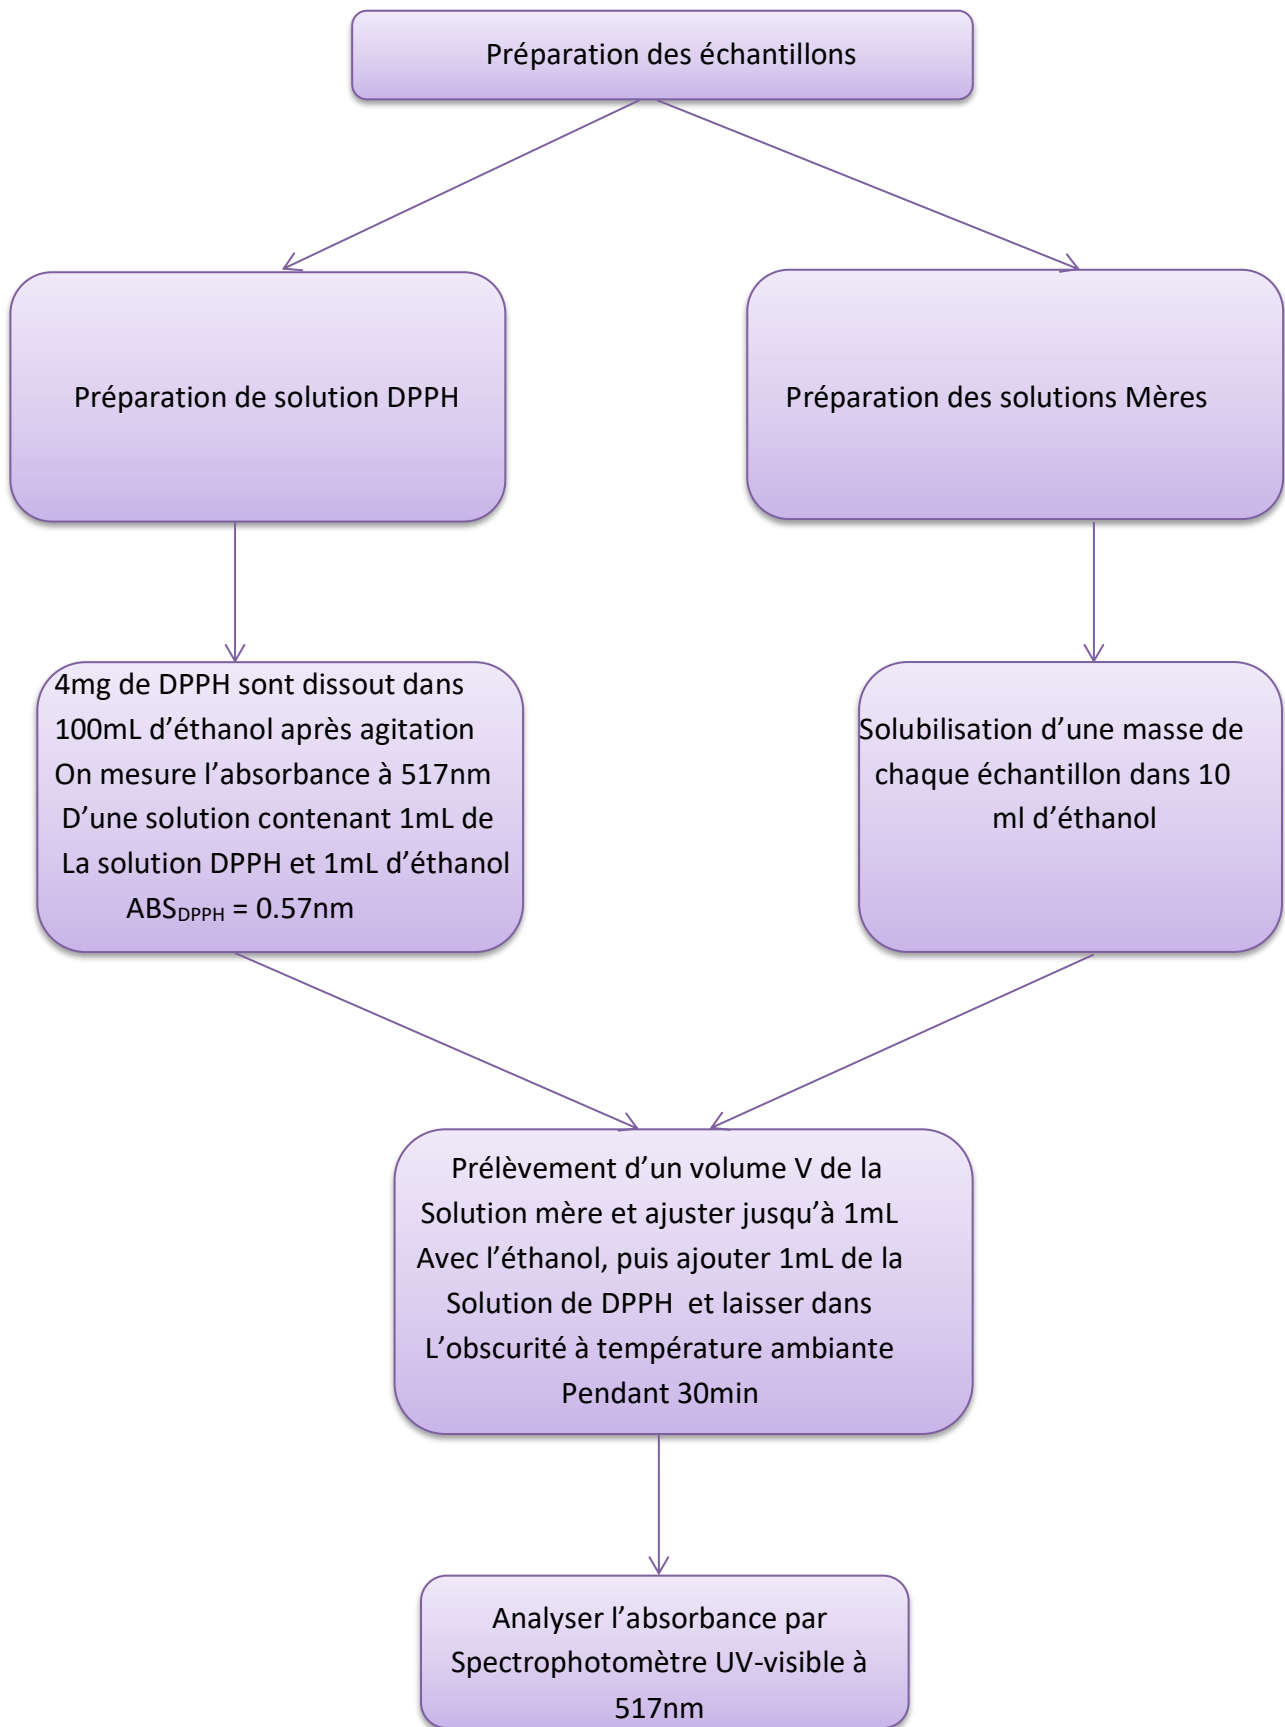 Préparation des échantillons
Préparation de solution DPPH
Préparation des solutions Mères
4mg de DPPH sont dissout dans
100mL d’éthanol après agitation
On mesure l’absorbance à 517nm
D’une solution contenant 1mL de
La solution DPPH et 1mL d’éthanol
ABSDPPH = 0.57nm
Solubilisation d’une masse de
chaque échantillon dans 10
ml d’éthanol
Prélèvement d’un volume V de la
Solution mère et ajuster jusqu’à 1mL
Avec l’éthanol, puis ajouter 1mL de la
Solution de DPPH et laisser dans
L’obscurité à température ambiante
Pendant 30min
Analyser l’absorbance par
Spectrophotomètre UV-visible à
517nm